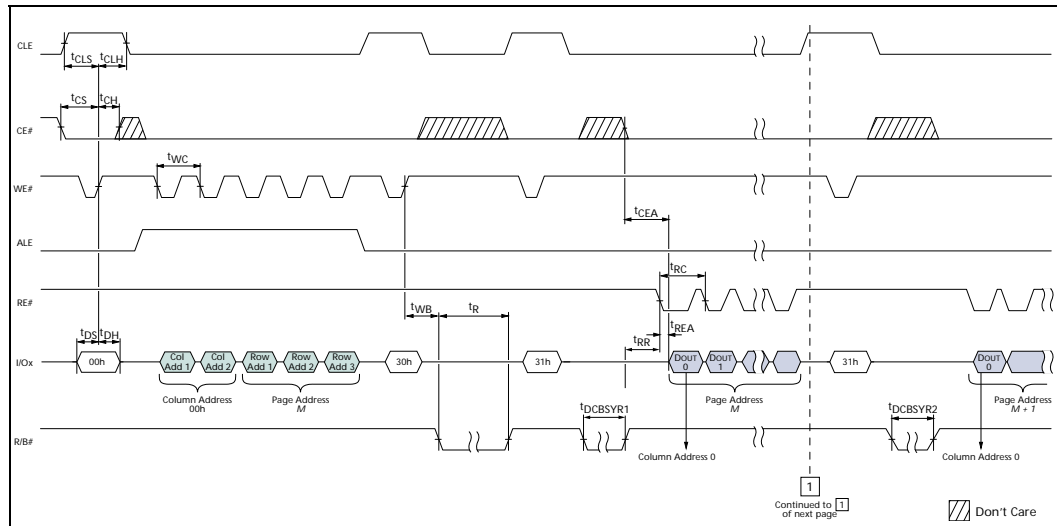 CLE
tCLS
tCLH
tCS
tCH
CE#
tWC
WE#
tCEA
ALE
tRC
RE#
tWB
tR
tREA
tDS
tDH
tRR
I/Ox
00h
Col Add 1
Col Add 2
Row Add 1
Row Add 2
Row Add 3
30h
31h
DOUT 0
DOUT 1
31h
DOUT 0
Column Address 00h
Page Address M
Page Address M
Page Address M + 1
tDCBSYR1
tDCBSYR2
R/B#
Column Address 0
Column Address 0
1
Continued to 1 of next page
Don't Care